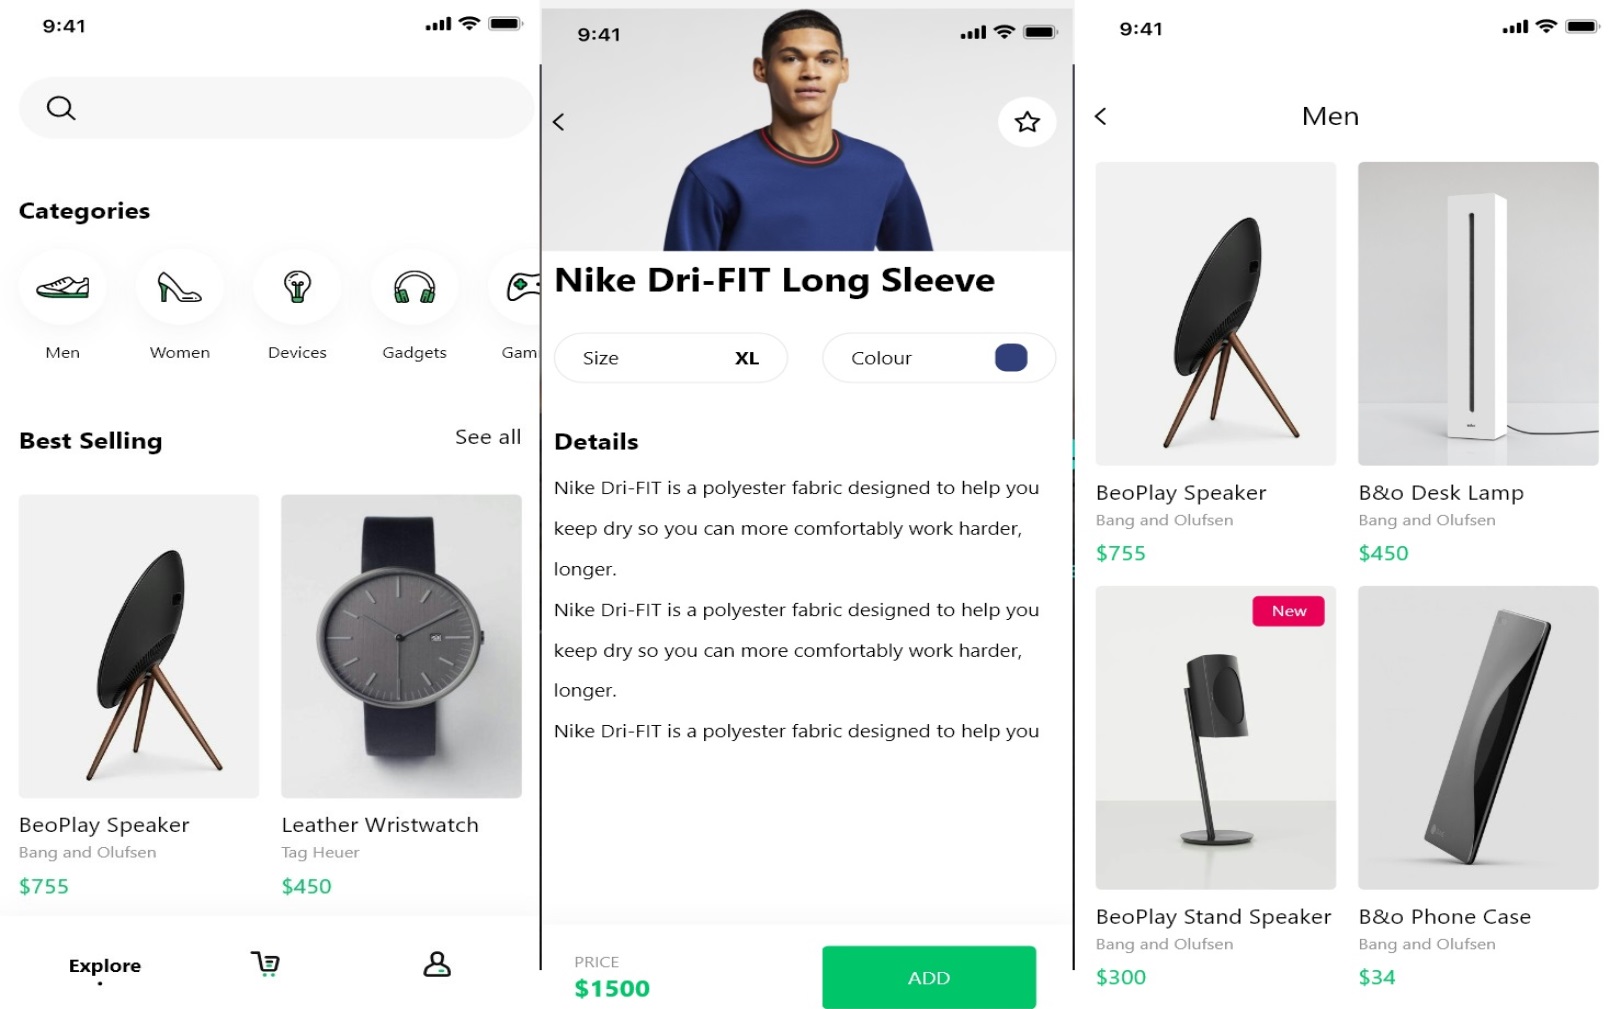 9:41
Categories
Men
Women
Devices
Gadgets
Gam
Best Selling
See all
BeoPlay Speaker
Bang and Olufsen
$755
Leather Wristwatch
Tag Heuer
$450
Explore
9:41
Nike Dri-FIT Long Sleeve
Size XL
Colour
Details
Nike Dri-FIT is a polyester fabric designed to help you
keep dry so you can more comfortably work harder,
longer.
Nike Dri-FIT is a polyester fabric designed to help you
keep dry so you can more comfortably work harder,
longer.
Nike Dri-FIT is a polyester fabric designed to help you
PRICE
$1500
ADD
9:41
Men
BeoPlay Speaker
Bang and Olufsen
$755
B&o Desk Lamp
Bang and Olufsen
$450
New
BeoPlay Stand Speaker
Bang and Olufsen
$300
B&o Phone Case
Bang and Olufsen
$34